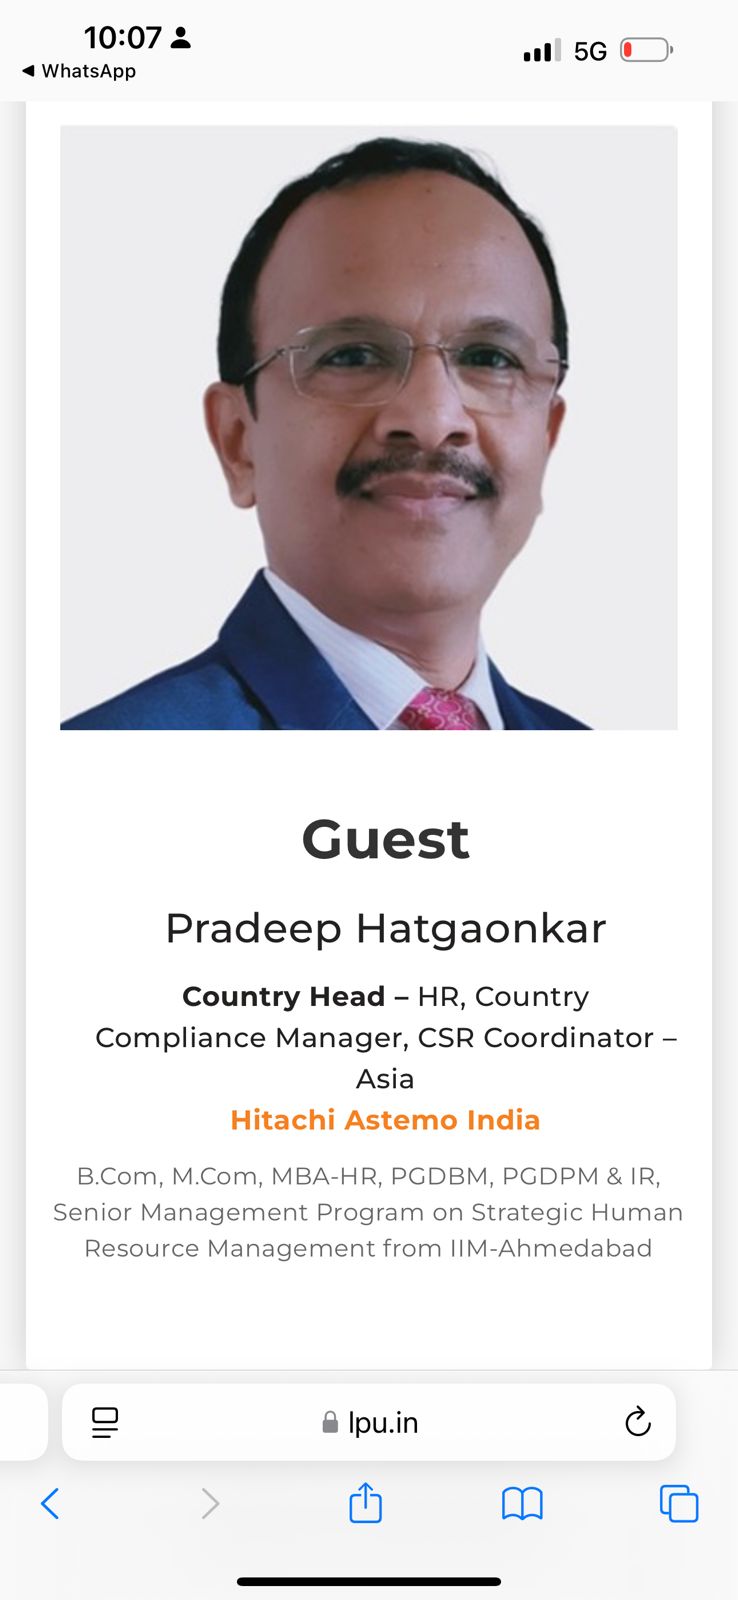 10:07
WhatsApp
5G
Guest
Pradeep Hatgaonkar
Country Head – HR, Country
Compliance Manager, CSR Coordinator –
Asia
Hitachi Astemo India
B.Com, M.Com, MBA-HR, PGDBM, PGDPM & IR,
Senior Management Program on Strategic Human
Resource Management from IIM-Ahmedabad
lpu.in